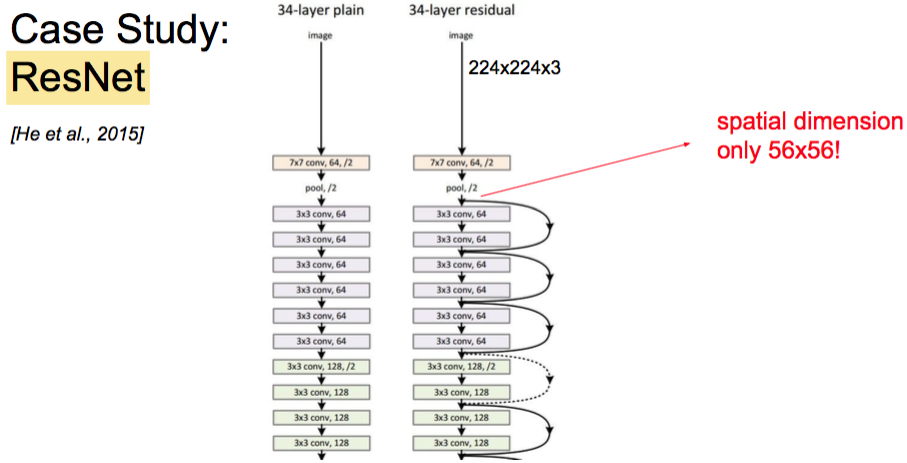 Case Study:
ResNet
[He et al., 2015]
34-layer plain
image
7x7 conv, 64, /2
pool, /2
3x3 conv, 64
3x3 conv, 64
3x3 conv, 64
3x3 conv, 64
3x3 conv, 64
3x3 conv, 64
3x3 conv, 128, /2
3x3 conv, 128
3x3 conv, 128
3x3 conv, 128
34-layer residual
image
224x224x3
7x7 conv, 64, /2
pool, /2
3x3 conv, 64
3x3 conv, 64
3x3 conv, 64
3x3 conv, 64
3x3 conv, 64
3x3 conv, 64
3x3 conv, 128, /2
3x3 conv, 128
3x3 conv, 128
3x3 conv, 128
spatial dimension
only 56x56!